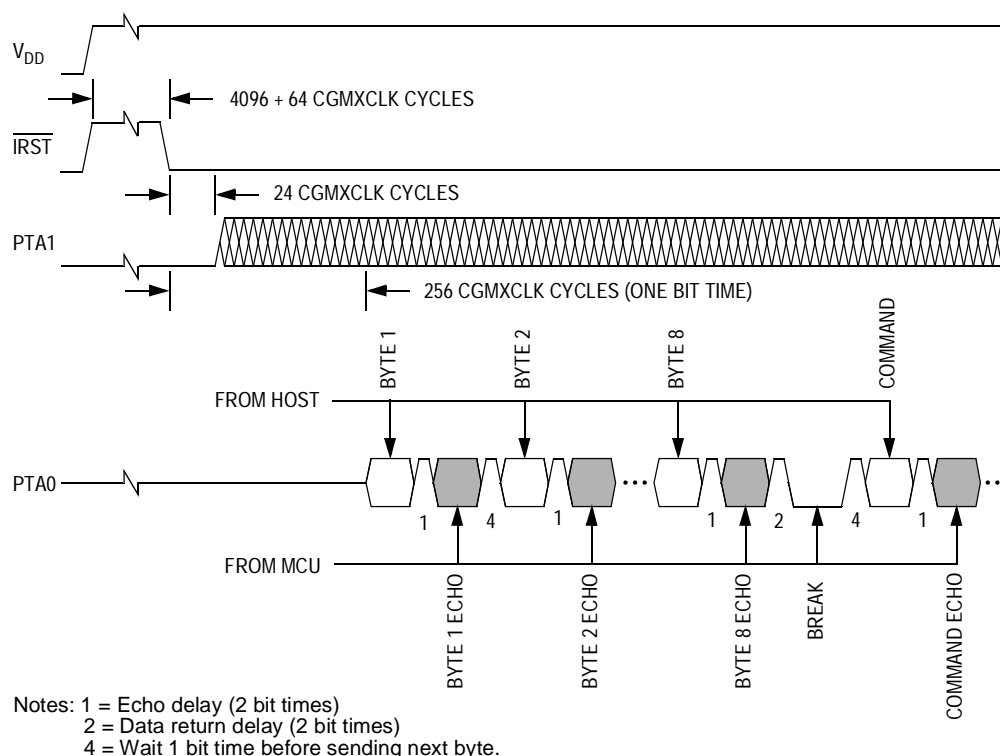 V_DD
4096 + 64 CGMXCLK CYCLES
IRST
24 CGMXCLK CYCLES
PTA1
256 CGMXCLK CYCLES (ONE BIT TIME)
BYTE 1
BYTE 2
BYTE 8
COMMAND
FROM HOST
PTA0
1
4
1
1
2
4
1
FROM MCU
BYTE 1 ECHO
BYTE 2 ECHO
BYTE 8 ECHO
BREAK
COMMAND ECHO
Notes: 1 = Echo delay (2 bit times)
2 = Data return delay (2 bit times)
4 = Wait 1 bit time before sending next byte.